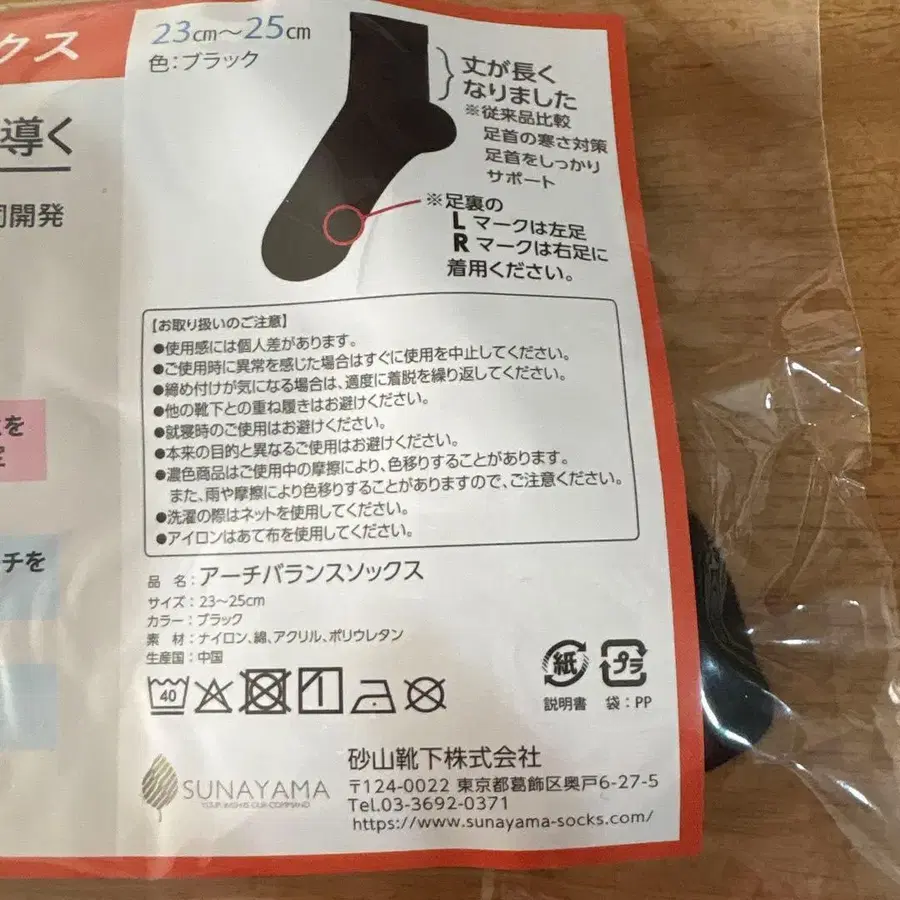 クス
導く
開発
を
チを
23cm～25cm
色：ブラック
丈が長く
なりました
※従来品比較
足首の寒さ対策
足首をしっかり
サポート
※足裏の
L マークは左足
R マークは右足に
着用ください。
【お取り扱いのご注意】
●使用感には個人差があります。
●ご使用時に異常を感じた場合はすぐに使用を中止してください。
●締め付けが気になる場合は、適度に着脱を繰り返してください。
●他の靴下との重ね履きはお避けください。
●就寝時のご使用はお避けください。
●本来の目的と異なるご使用はお避けください。
●濃色商品はご使用中の摩擦により、色移りすることがあります。
また、雨や摩擦により色移りすることがありますので、ご注意ください。
●洗濯の際はネットを使用してください。
●アイロンはあて布を使用してください。
品 名：アーチバランスソックス
サイズ：23～25cm
カラー：ブラック
素 材：ナイロン、綿、アクリル、ポリウレタン
生産国：中国
40
紙
プラ
説明書 袋：PP
SUNAYAMA
YOUR WISH IS OUR COMMAND
砂山靴下株式会社
〒124-0022 東京都葛飾区奥戸6-27-5
Tel.03-3692-0371
https://www.sunayama-socks.com/